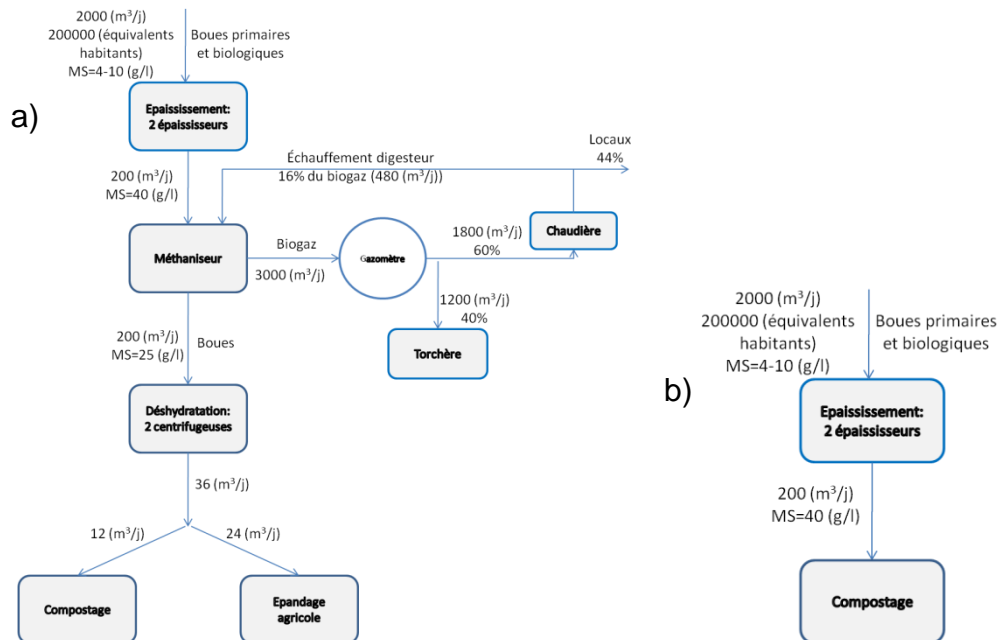 a)
2000 (m³/j)
200000 (équivalents
habitants)
MS=4-10 (g/l)
Boues primaires
et biologiques
Epaississement:
2 épaississeurs
200 (m³/j)
MS=40 (g/l)
Échauffement digesteur
16% du biogaz (480 (m³/j))
Locaux
44%
Méthaniseur
Biogaz
3000 (m³/j)
Gazomètre
1800 (m³/j)
60%
Chaudière
1200 (m³/j)
40%
Torchère
200 (m³/j)
MS=25 (g/l)
Boues
Déshydratation:
2 centrifugeuses
36 (m³/j)
12 (m³/j)
24 (m³/j)
Compostage
Epandage
agricole
b)
2000 (m³/j)
200000 (équivalents
habitants)
MS=4-10 (g/l)
Boues primaires
et biologiques
Epaississement:
2 épaississeurs
200 (m³/j)
MS=40 (g/l)
Compostage